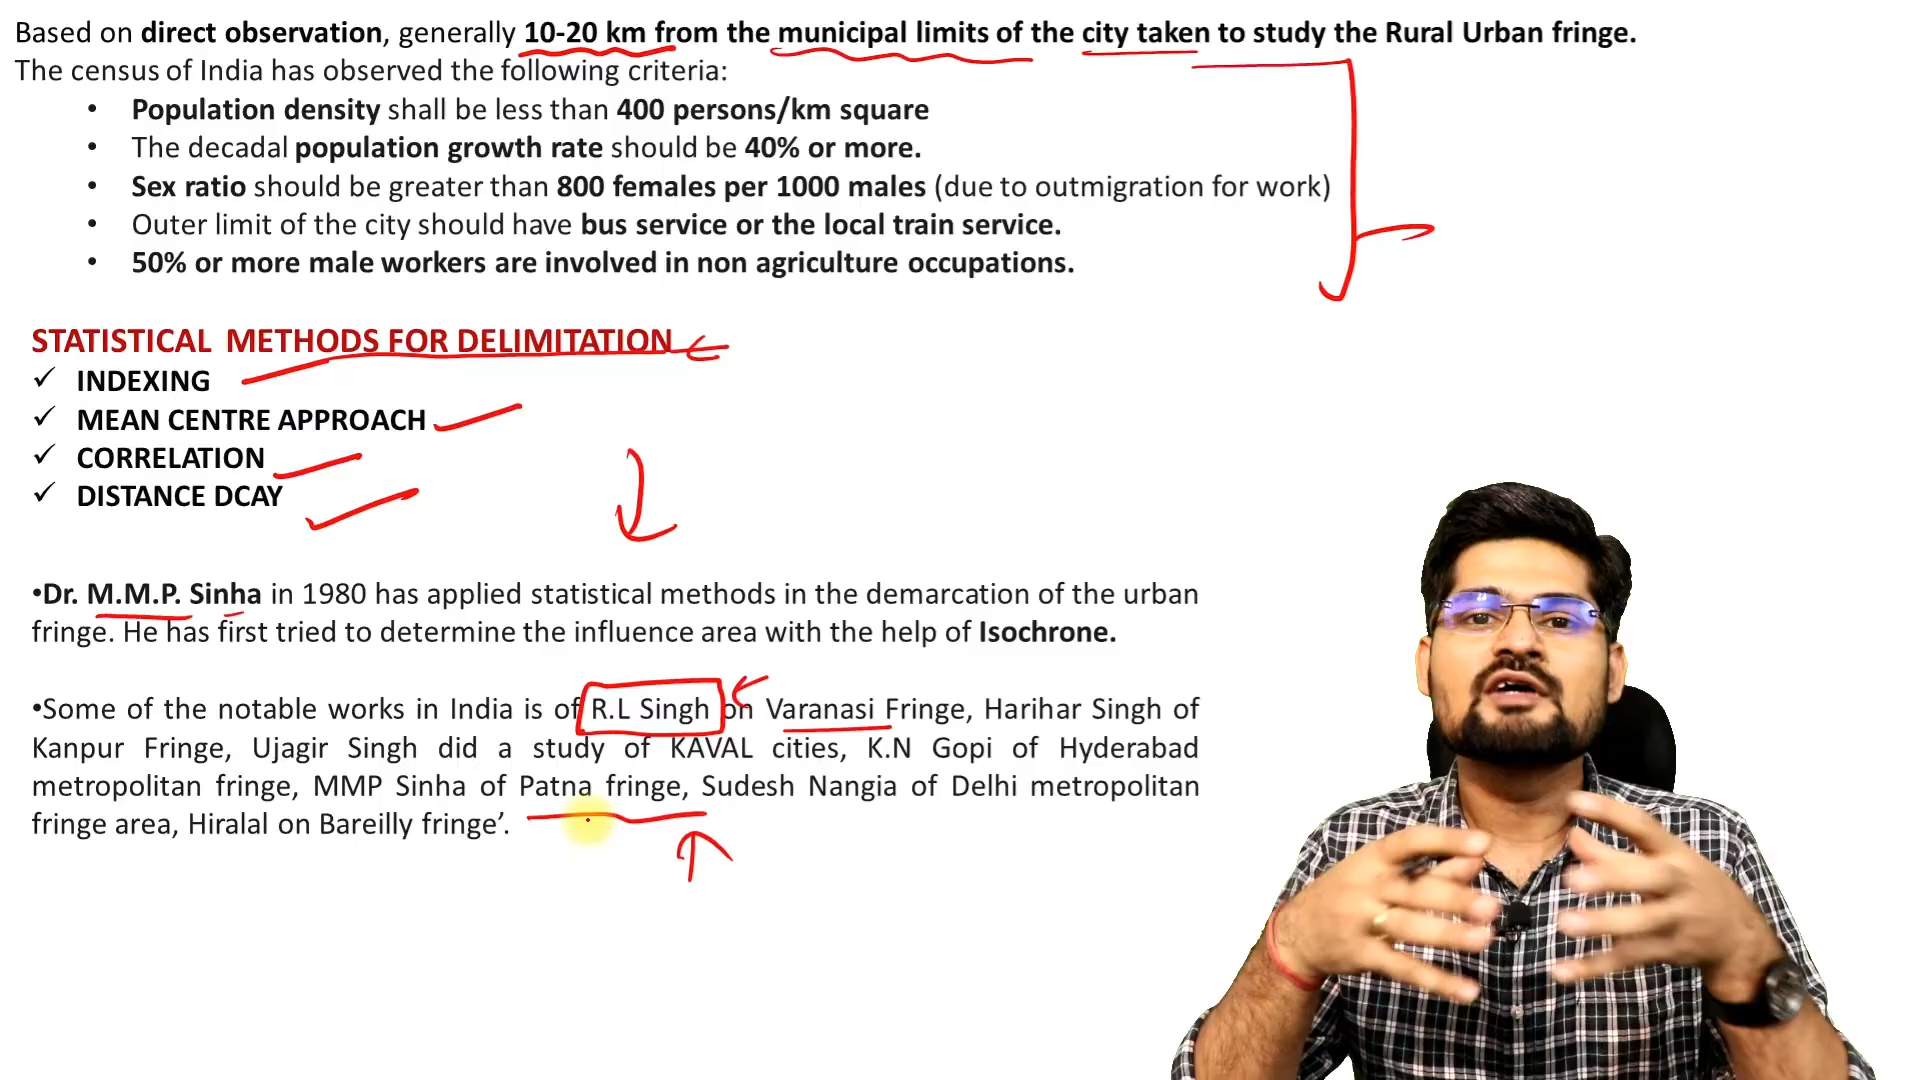 Based on direct observation, generally 10-20 km from the municipal limits of the city taken to study the Rural Urban fringe.
The census of India has observed the following criteria:
• Population density shall be less than 400 persons/km square
• The decadal population growth rate should be 40% or more.
• Sex ratio should be greater than 800 females per 1000 males (due to outmigration for work)
• Outer limit of the city should have bus service or the local train service.
• 50% or more male workers are involved in non agriculture occupations.
STATISTICAL METHODS FOR DELIMITATION
✓ INDEXING
✓ MEAN CENTRE APPROACH
✓ CORRELATION
✓ DISTANCE DCAY
•Dr. M.M.P. Sinha in 1980 has applied statistical methods in the demarcation of the urban
fringe. He has first tried to determine the influence area with the help of Isochrone.
•Some of the notable works in India is of R.L Singh on Varanasi Fringe, Harihar Singh of
Kanpur Fringe, Ujagir Singh did a study of KAVAL cities, K.N Gopi of Hyderabad
metropolitan fringe, MMP Sinha of Patna fringe, Sudesh Nangia of Delhi metropolitan
fringe area, Hiralal on Bareilly fringe’.